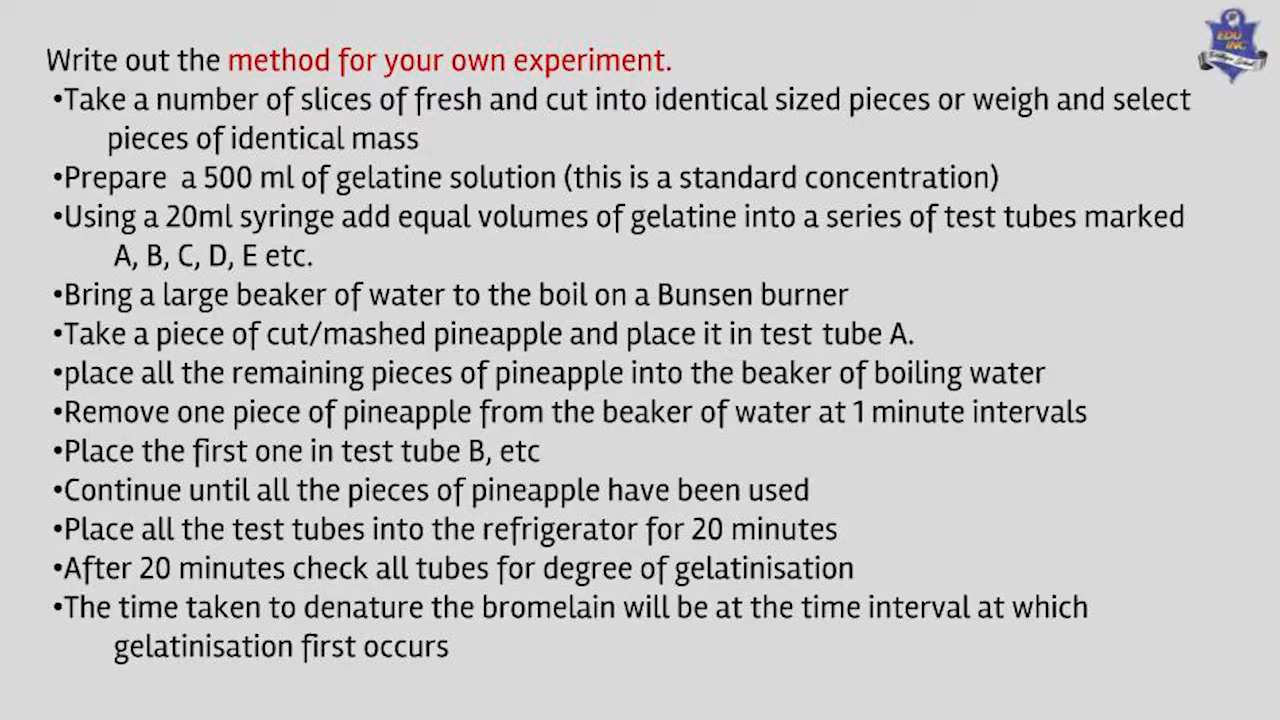 EDU
INC
Write out the method for your own experiment.
•Take a number of slices of fresh and cut into identical sized pieces or weigh and select
pieces of identical mass
•Prepare  a 500 ml of gelatine solution (this is a standard concentration)
•Using a 20ml syringe add equal volumes of gelatine into a series of test tubes marked
A, B, C, D, E etc.
•Bring a large beaker of water to the boil on a Bunsen burner
•Take a piece of cut/mashed pineapple and place it in test tube A.
•place all the remaining pieces of pineapple into the beaker of boiling water
•Remove one piece of pineapple from the beaker of water at 1 minute intervals
•Place the first one in test tube B, etc
•Continue until all the pieces of pineapple have been used
•Place all the test tubes into the refrigerator for 20 minutes
•After 20 minutes check all tubes for degree of gelatinisation
•The time taken to denature the bromelain will be at the time interval at which
gelatinisation first occurs